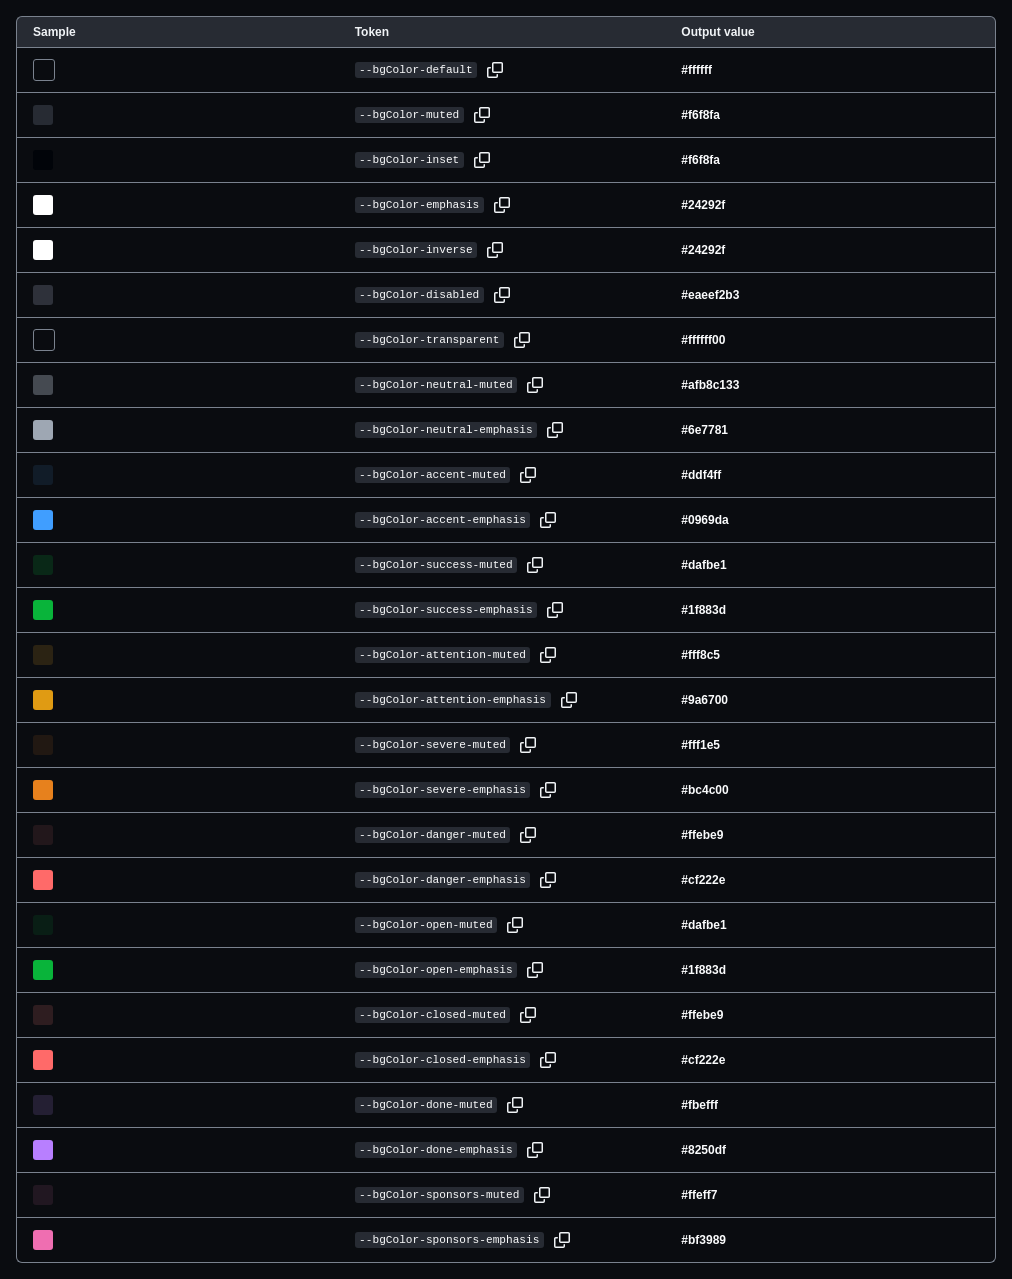 Sample Token Output value
--bgColor-default #ffffff
--bgColor-muted #f6f8fa
--bgColor-inset #f6f8fa
--bgColor-emphasis #24292f
--bgColor-inverse #24292f
--bgColor-disabled #eaeef2b3
--bgColor-transparent #ffffff00
--bgColor-neutral-muted #afb8c133
--bgColor-neutral-emphasis #6e7781
--bgColor-accent-muted #ddf4ff
--bgColor-accent-emphasis #0969da
--bgColor-success-muted #dafbe1
--bgColor-success-emphasis #1f883d
--bgColor-attention-muted #fff8c5
--bgColor-attention-emphasis #9a6700
--bgColor-severe-muted #fff1e5
--bgColor-severe-emphasis #bc4c00
--bgColor-danger-muted #ffebe9
--bgColor-danger-emphasis #cf222e
--bgColor-open-muted #dafbe1
--bgColor-open-emphasis #1f883d
--bgColor-closed-muted #ffebe9
--bgColor-closed-emphasis #cf222e
--bgColor-done-muted #fbefff
--bgColor-done-emphasis #8250df
--bgColor-sponsors-muted #ffeff7
--bgColor-sponsors-emphasis #bf3989